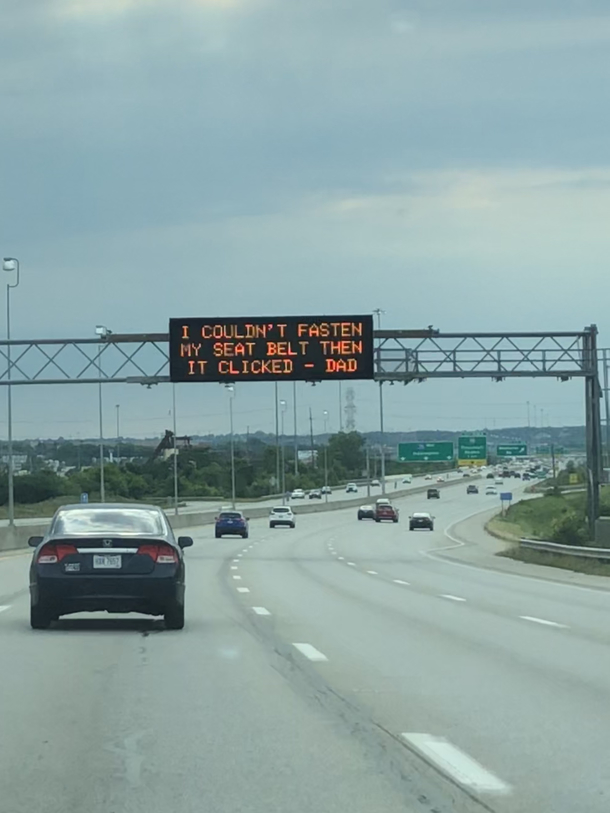 I COULDN'T FASTEN
MY SEAT BELT THEN
IT CLICKED - DAD